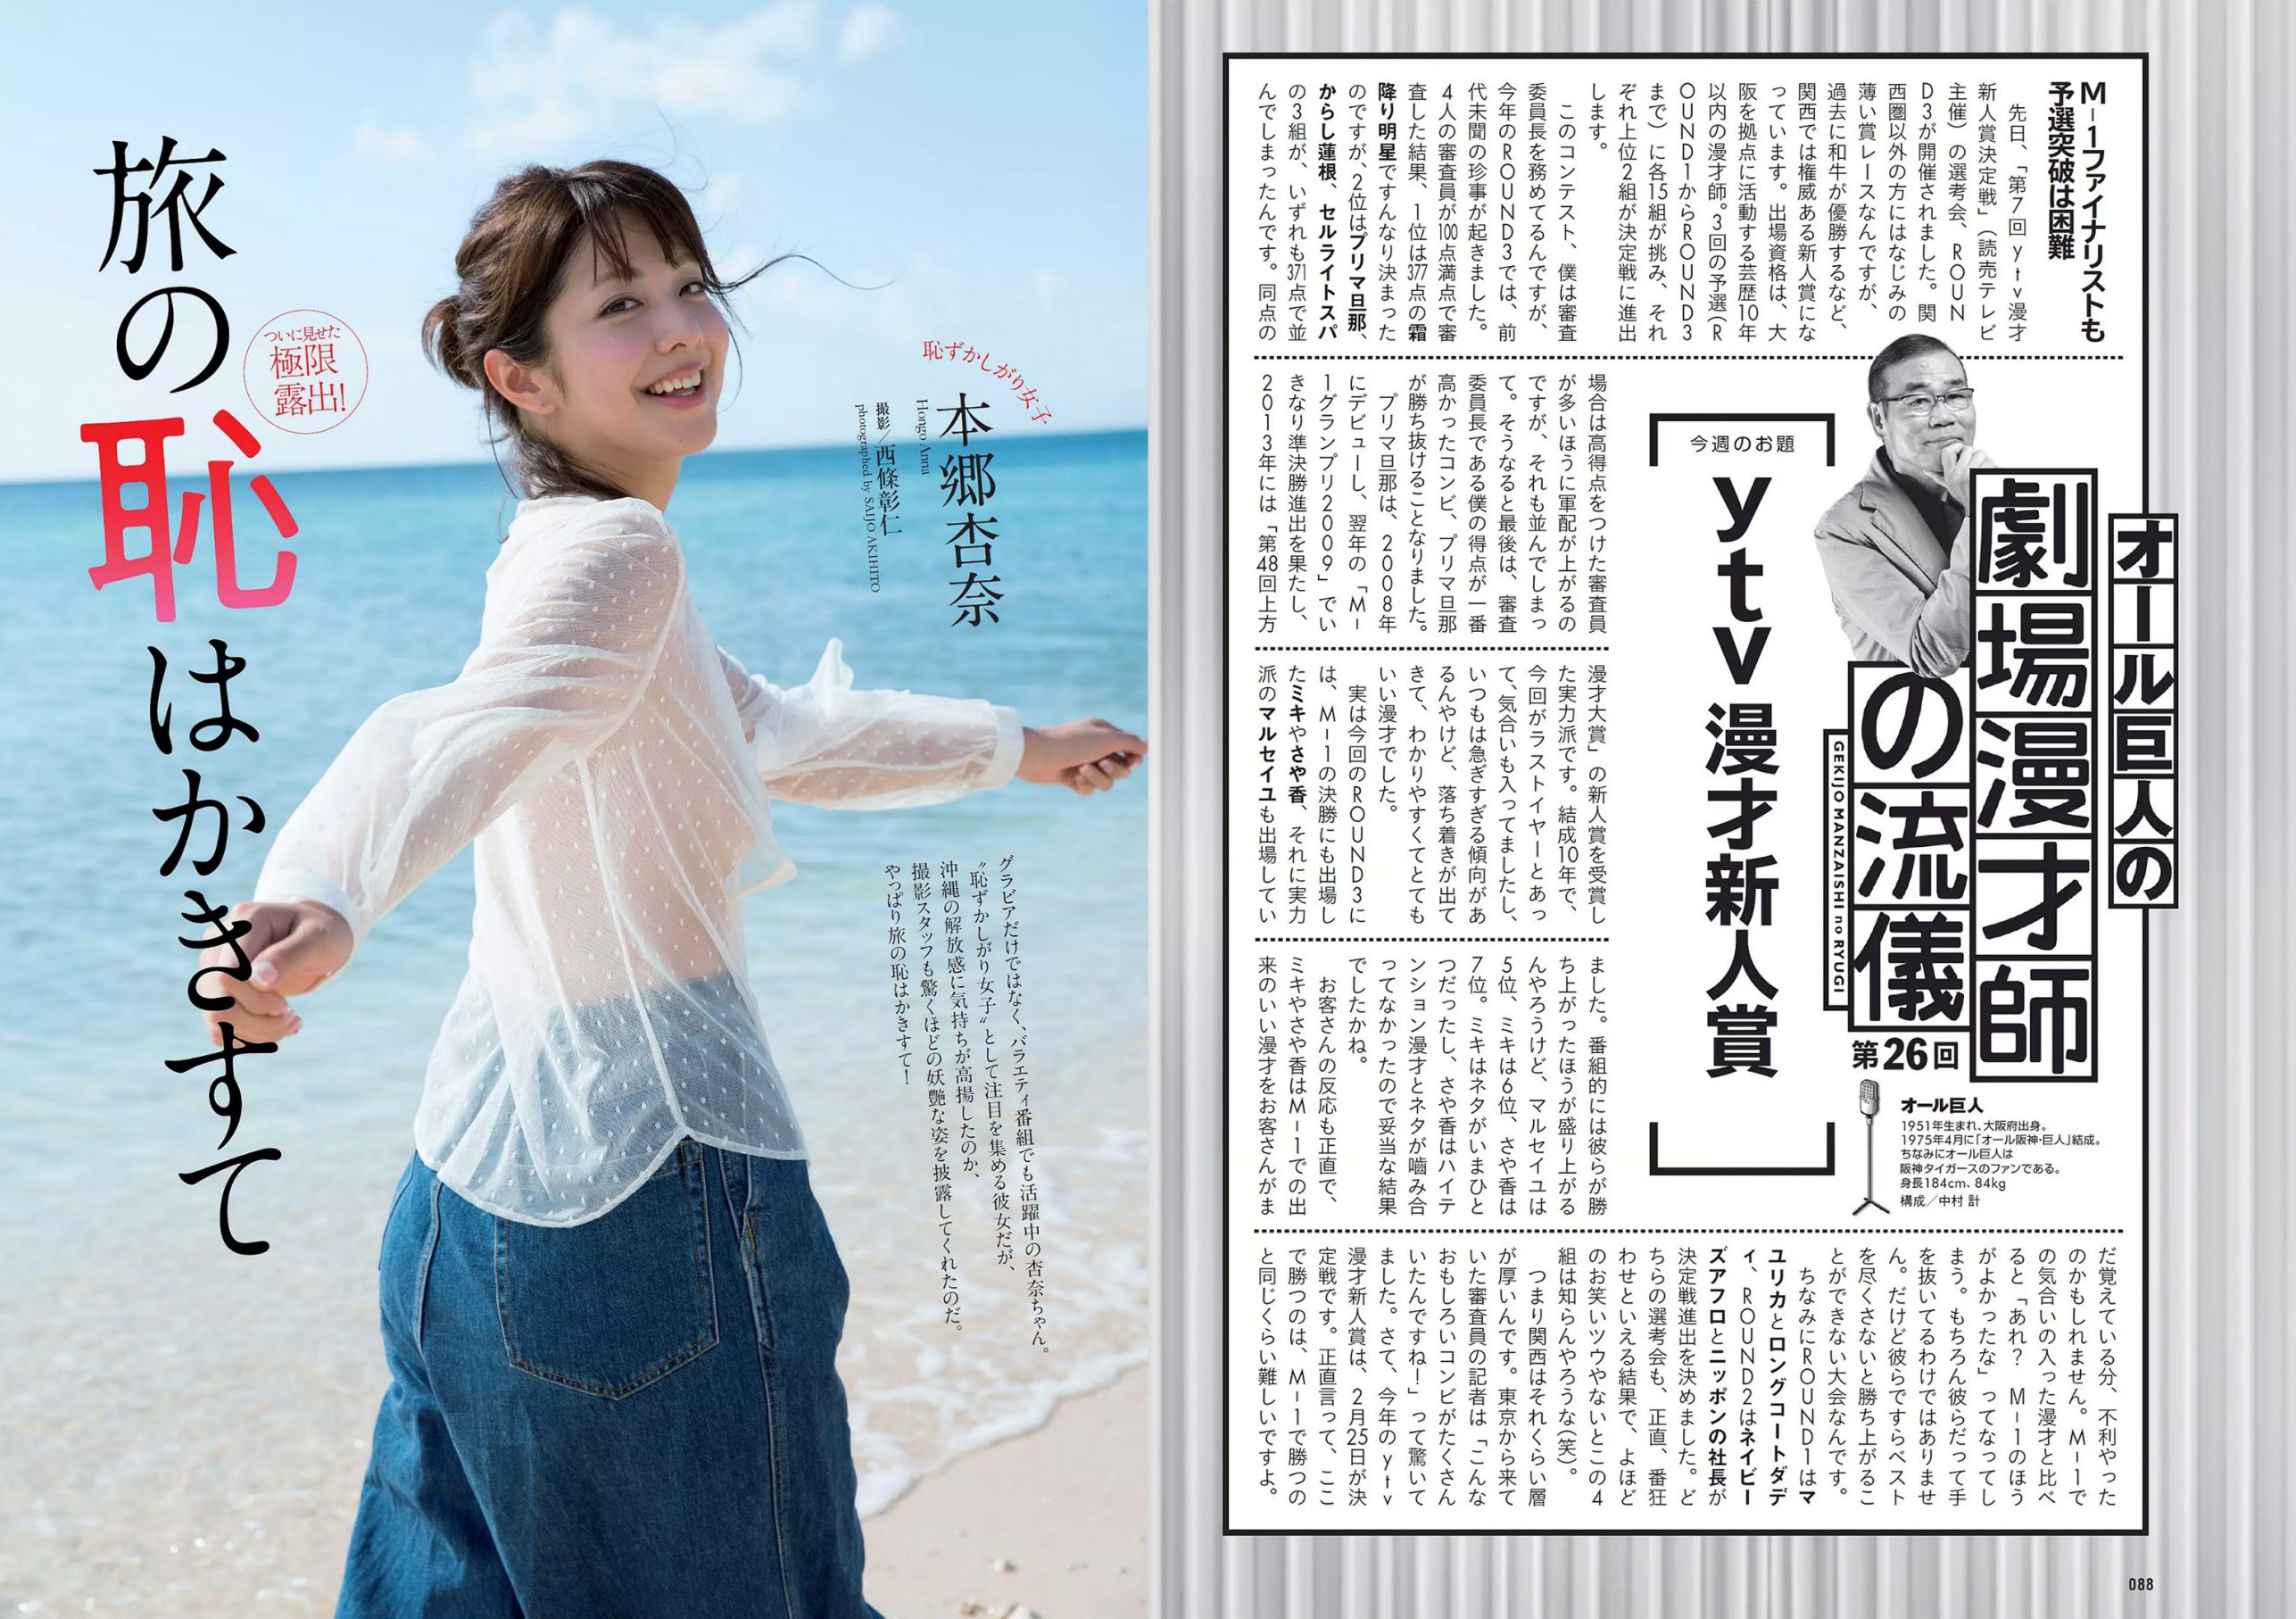 旅の恥はかきすて
ついに見せた
極限
露出!
恥ずかしがり女子
本郷杏奈
Hongo Anna
撮影/西條彰仁
photographed by SAIJO AKIHITO
グラビアだけではなく、バラエティ番組でも活躍中の杏奈ちゃん。
“恥ずかしがり女子”として注目を集める彼女だが、
沖縄の解放感に気持ちが高揚したのか、
撮影スタッフも驚くほどの妖艶な姿を披露してくれたのだ。
やっぱり旅の恥はかきすて!
オール巨人の
劇場漫才師
の流儀
GEKIJO MANZAISHI no RYUGI
第26回
今週のお題
ytv漫才新人賞
オール巨人
1951年生まれ、大阪府出身。
1975年4月に「オール阪神・巨人」結成。
ちなみにオール巨人は
阪神タイガースのファンである。
身長184cm、84kg
構成/中村 計
M-1ファイナリストも
予選突破は困難
先日、「第7回ytv漫才
新人賞決定戦」(読売テレビ
主催)の選考会、ROUN
D3が開催されました。関
西圏以外の方にはなじみの
薄い賞レースなんですが、
過去に和牛が優勝するなど、
関西では権威ある新人賞にな
っています。出場資格は、大
阪を拠点に活動する芸歴10年
以内の漫才師。3回の予選(R
OUND1からROUND3
まで)に各15組が挑み、それ
ぞれ上位2組が決定戦に進出
します。
このコンテスト、僕は審査
委員長を務めてるんですが、
今年のROUND3では、前
代未聞の珍事が起きました。
4人の審査員が100点満点で審
査した結果、1位は377点の霜
降り明星ですんなり決まった
のですが、2位はプリマ旦那、
からし蓮根、セルライトスパ
の3組が、いずれも371点で並
んでしまったんです。同点の
場合は高得点をつけた審査員
が多いほうに軍配が上がるの
ですが、それも並んでしまっ
て。そうなると最後は、審査
委員長である僕の得点が一番
高かったコンビ、プリマ旦那
が勝ち抜けることとなりました。
プリマ旦那は、2008年
にデビューし、翌年の「M-
1グランプリ2009」でい
きなり準決勝進出を果たし、
2013年には「第48回上方
漫才大賞」の新人賞を受賞し
た実力派です。結成10年で、
今回がラストイヤーとあっ
て、気合いも入ってましたし、
いつもは急ぎすぎる傾向があ
るんやけど、落ち着きが出て
きて、わかりやすくてとても
いい漫才でした。
実は今回のROUND3に
は、M-1の決勝にも出場し
たミキやさや香、それに実力
派のマルセイユも出場してい
ました。番組的には彼らが勝
ち上がったほうが盛り上がる
んやろうけど、マルセイユは
5位、ミキは6位、さや香は
7位。ミキはネタがいまひと
つだったし、さや香はハイテ
ンション漫才とネタが嚙み合
ってなかったので妥当な結果
でしたかね。
お客さんの反応も正直で、
ミキやさや香はM-1での出
来のいい漫才をお客さんがま
だ覚えている分、不利やった
のかもしれません。M-1で
の気合いの入った漫才と比べ
ると「あれ? M-1のほう
がよかったな」ってなってし
まう。もちろん彼らだって手
を抜いてるわけではありませ
ん。だけど彼らですらベスト
を尽くさないと勝ち上がるこ
とができない大会なんです。
ちなみにROUND1はマ
ユリカとロングコートダデ
ィ、ROUND2はネイビー
ズアフロとニッポンの社長が
決定戦進出を決めました。ど
ちらの選考会も、正直、番狂
わせといえる結果で、よほど
のお笑いツウやないとこの4
組は知らんやろうな(笑)。
つまり関西はそれくらい層
が厚いんです。東京から来て
いた審査員の記者は「こんな
おもしろいコンビがたくさん
いたんですね!」って驚いて
ました。さて、今年のytv
漫才新人賞は、2月25日が決
定戦です。正直言って、ここ
で勝つのは、M-1で勝つの
と同じくらい難しいですよ。
088